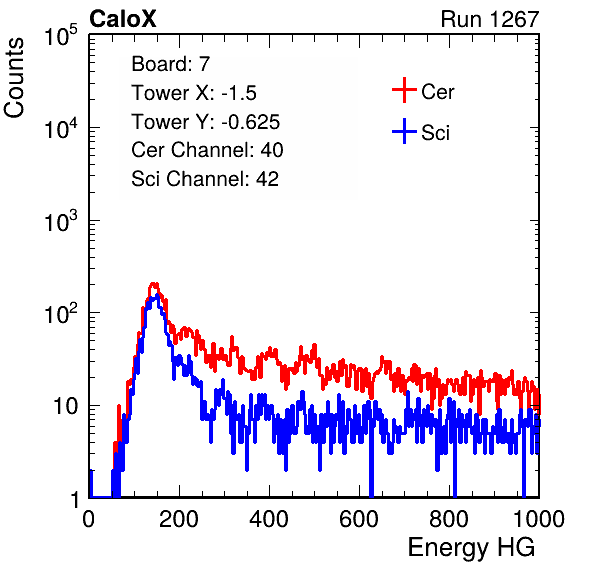 CaloX Run 1267
Counts
10^5
10^4
10^3
10^2
10
1
Board: 7
Tower X: -1.5
Tower Y: -0.625
Cer Channel: 40
Sci Channel: 42
Cer
Sci
0 200 400 600 800 1000
Energy HG